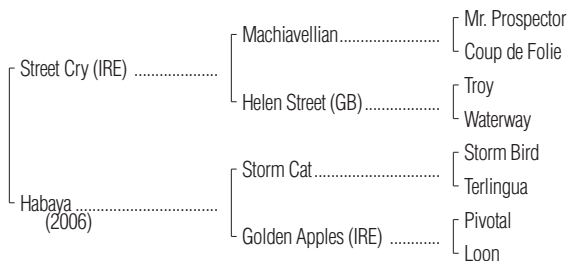 Mr. Prospector
Machiavellian....................
Coup de Folie
Street Cry (IRE) ....................
Troy
Helen Street (GB)..................
Waterway
Storm Bird
Storm Cat..............................
Terlingua
Habaya ..................................
(2006)
Pivotal
Golden Apples (IRE) ............
Loon